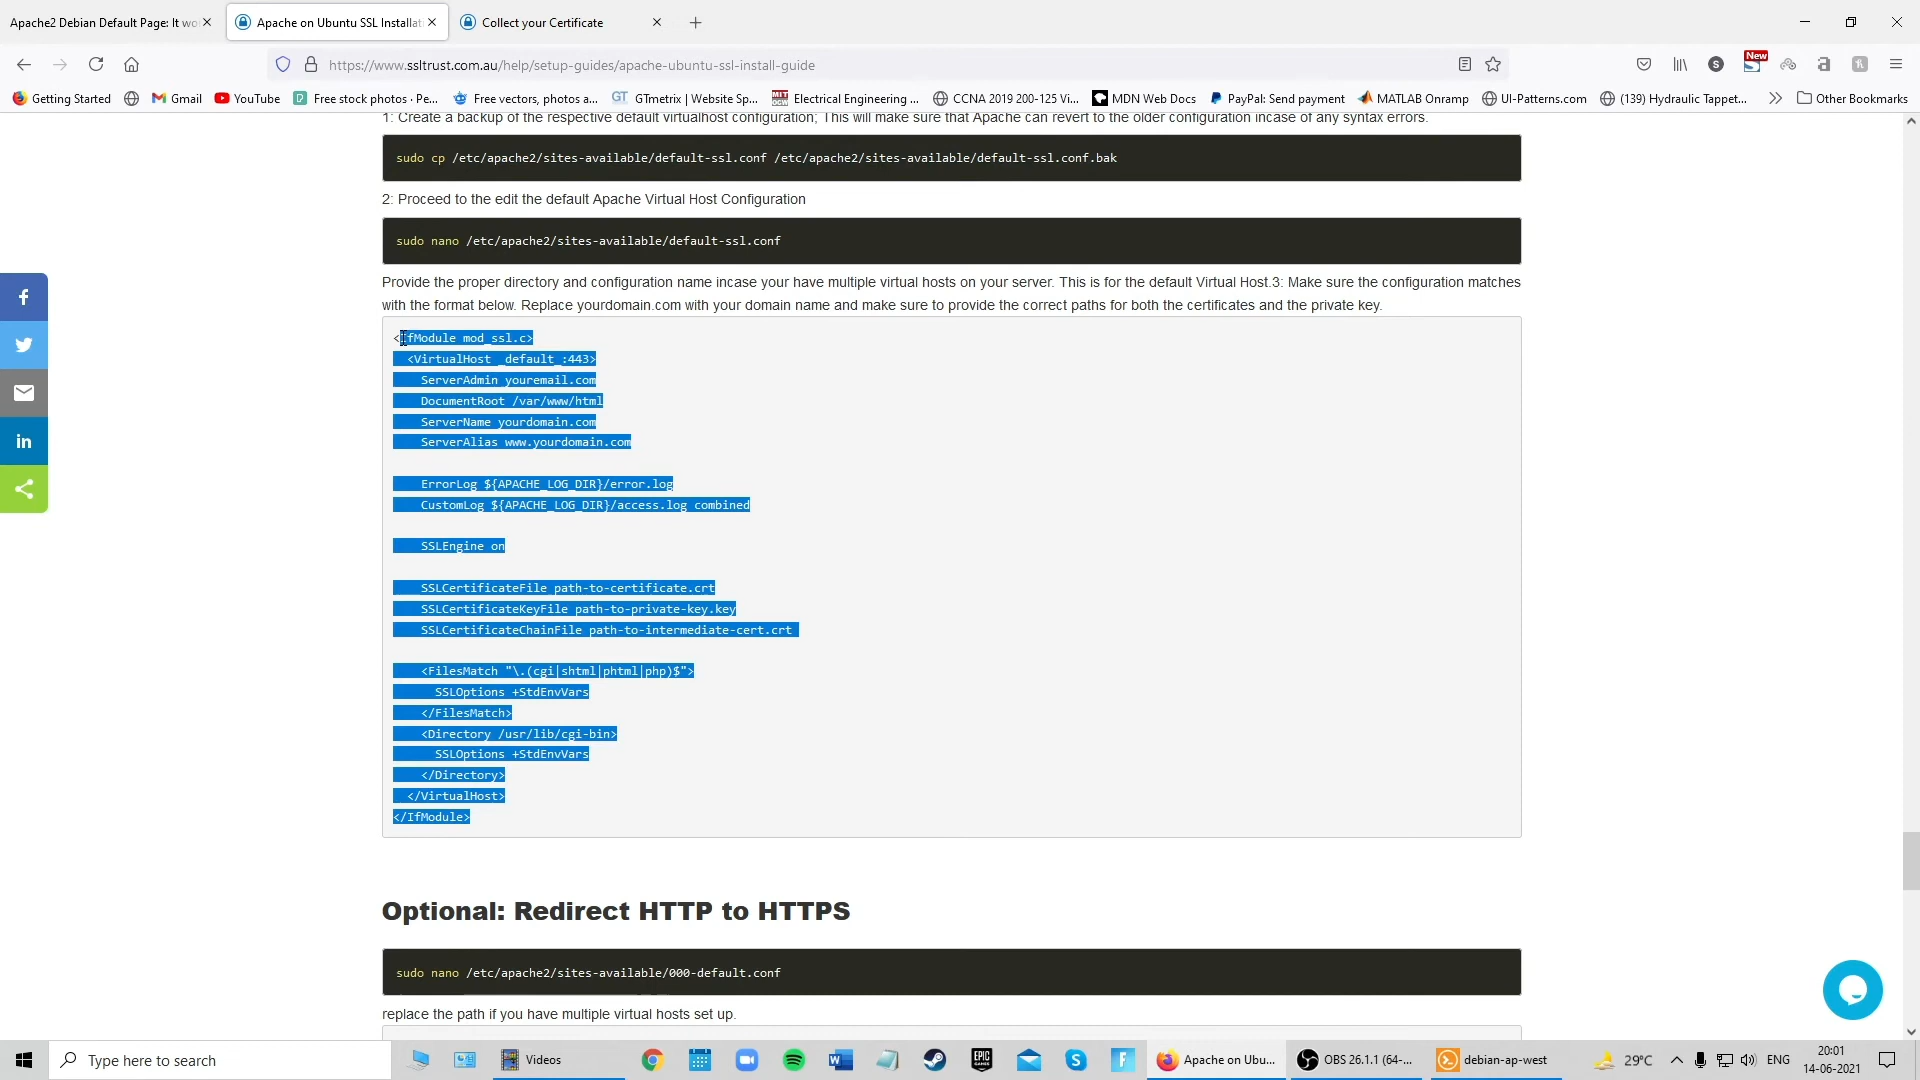 Apache2 Debian Default Page: It wo
Apache on Ubuntu SSL Installat
Collect your Certificate
https://www.ssltrust.com.au/help/setup-guides/apache-ubuntu-ssl-install-guide
New
Getting Started
Gmail
YouTube
Free stock photos · Pe...
Free vectors, photos a...
GT GTmetrix | Website Sp...
Electrical Engineering ...
CCNA 2019 200-125 Vi...
MDN Web Docs
PayPal: Send payment
MATLAB Onramp
UI-Patterns.com
(139) Hydraulic Tappet...
Other Bookmarks
1: Create a backup of the respective default virtualhost configuration; This will make sure that Apache can revert to the older configuration incase of any syntax errors.
sudo cp /etc/apache2/sites-available/default-ssl.conf /etc/apache2/sites-available/default-ssl.conf.bak
2: Proceed to the edit the default Apache Virtual Host Configuration
sudo nano /etc/apache2/sites-available/default-ssl.conf
Provide the proper directory and configuration name incase your have multiple virtual hosts on your server. This is for the default Virtual Host.3: Make sure the configuration matches
with the format below. Replace yourdomain.com with your domain name and make sure to provide the correct paths for both the certificates and the private key.
<IfModule mod_ssl.c>
<VirtualHost _default_:443>
ServerAdmin youremail.com
DocumentRoot /var/www/html
ServerName yourdomain.com
ServerAlias www.yourdomain.com
ErrorLog ${APACHE_LOG_DIR}/error.log
CustomLog ${APACHE_LOG_DIR}/access.log combined
SSLEngine on
SSLCertificateFile path-to-certificate.crt
SSLCertificateKeyFile path-to-private-key.key
SSLCertificateChainFile path-to-intermediate-cert.crt
<FilesMatch "\.(cgi|shtml|phtml|php)$">
SSLOptions +StdEnvVars
</FilesMatch>
<Directory /usr/lib/cgi-bin>
SSLOptions +StdEnvVars
</Directory>
</VirtualHost>
</IfModule>
Optional: Redirect HTTP to HTTPS
sudo nano /etc/apache2/sites-available/000-default.conf
replace the path if you have multiple virtual hosts set up.
Type here to search
Videos
Apache on Ubu...
OBS 26.1.1 (64-...
debian-ap-west
29°C
ENG
20:01
14-06-2021